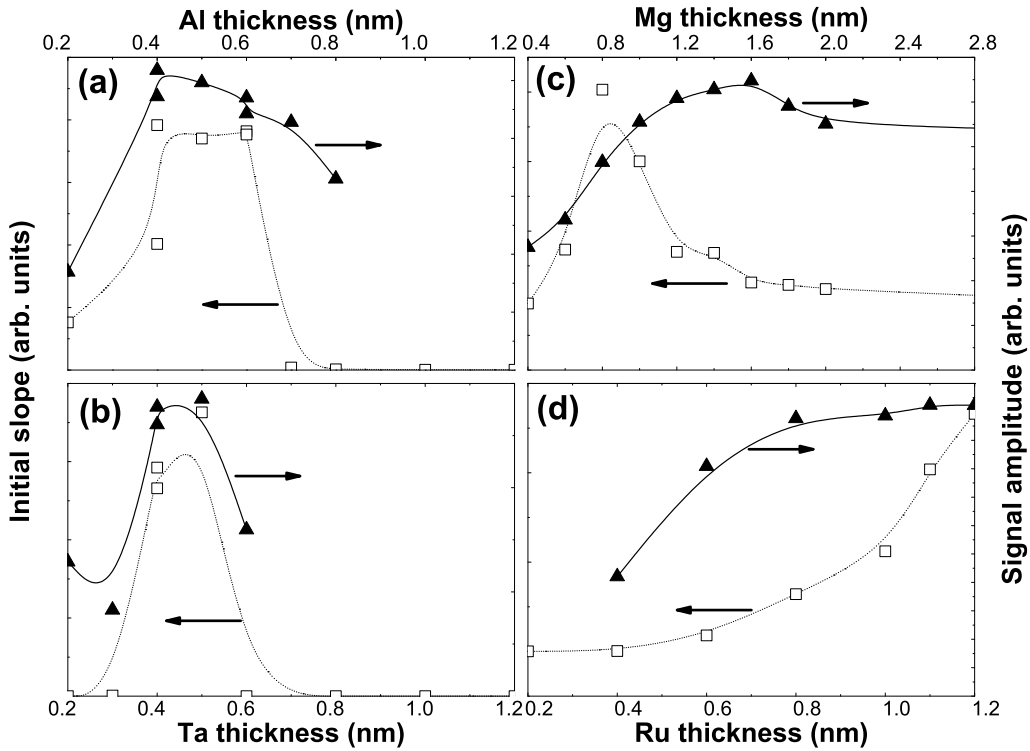 Al thickness (nm)
0.2 0.4 0.6 0.8 1.0 1.2
Mg thickness (nm)
0.4 0.8 1.2 1.6 2.0 2.4 2.8
(a)
(c)
Initial slope (arb. units)
Signal amplitude (arb. units)
(b)
(d)
0.2 0.4 0.6 0.8 1.0 1.2
Ta thickness (nm)
0.2 0.4 0.6 0.8 1.0 1.2
Ru thickness (nm)